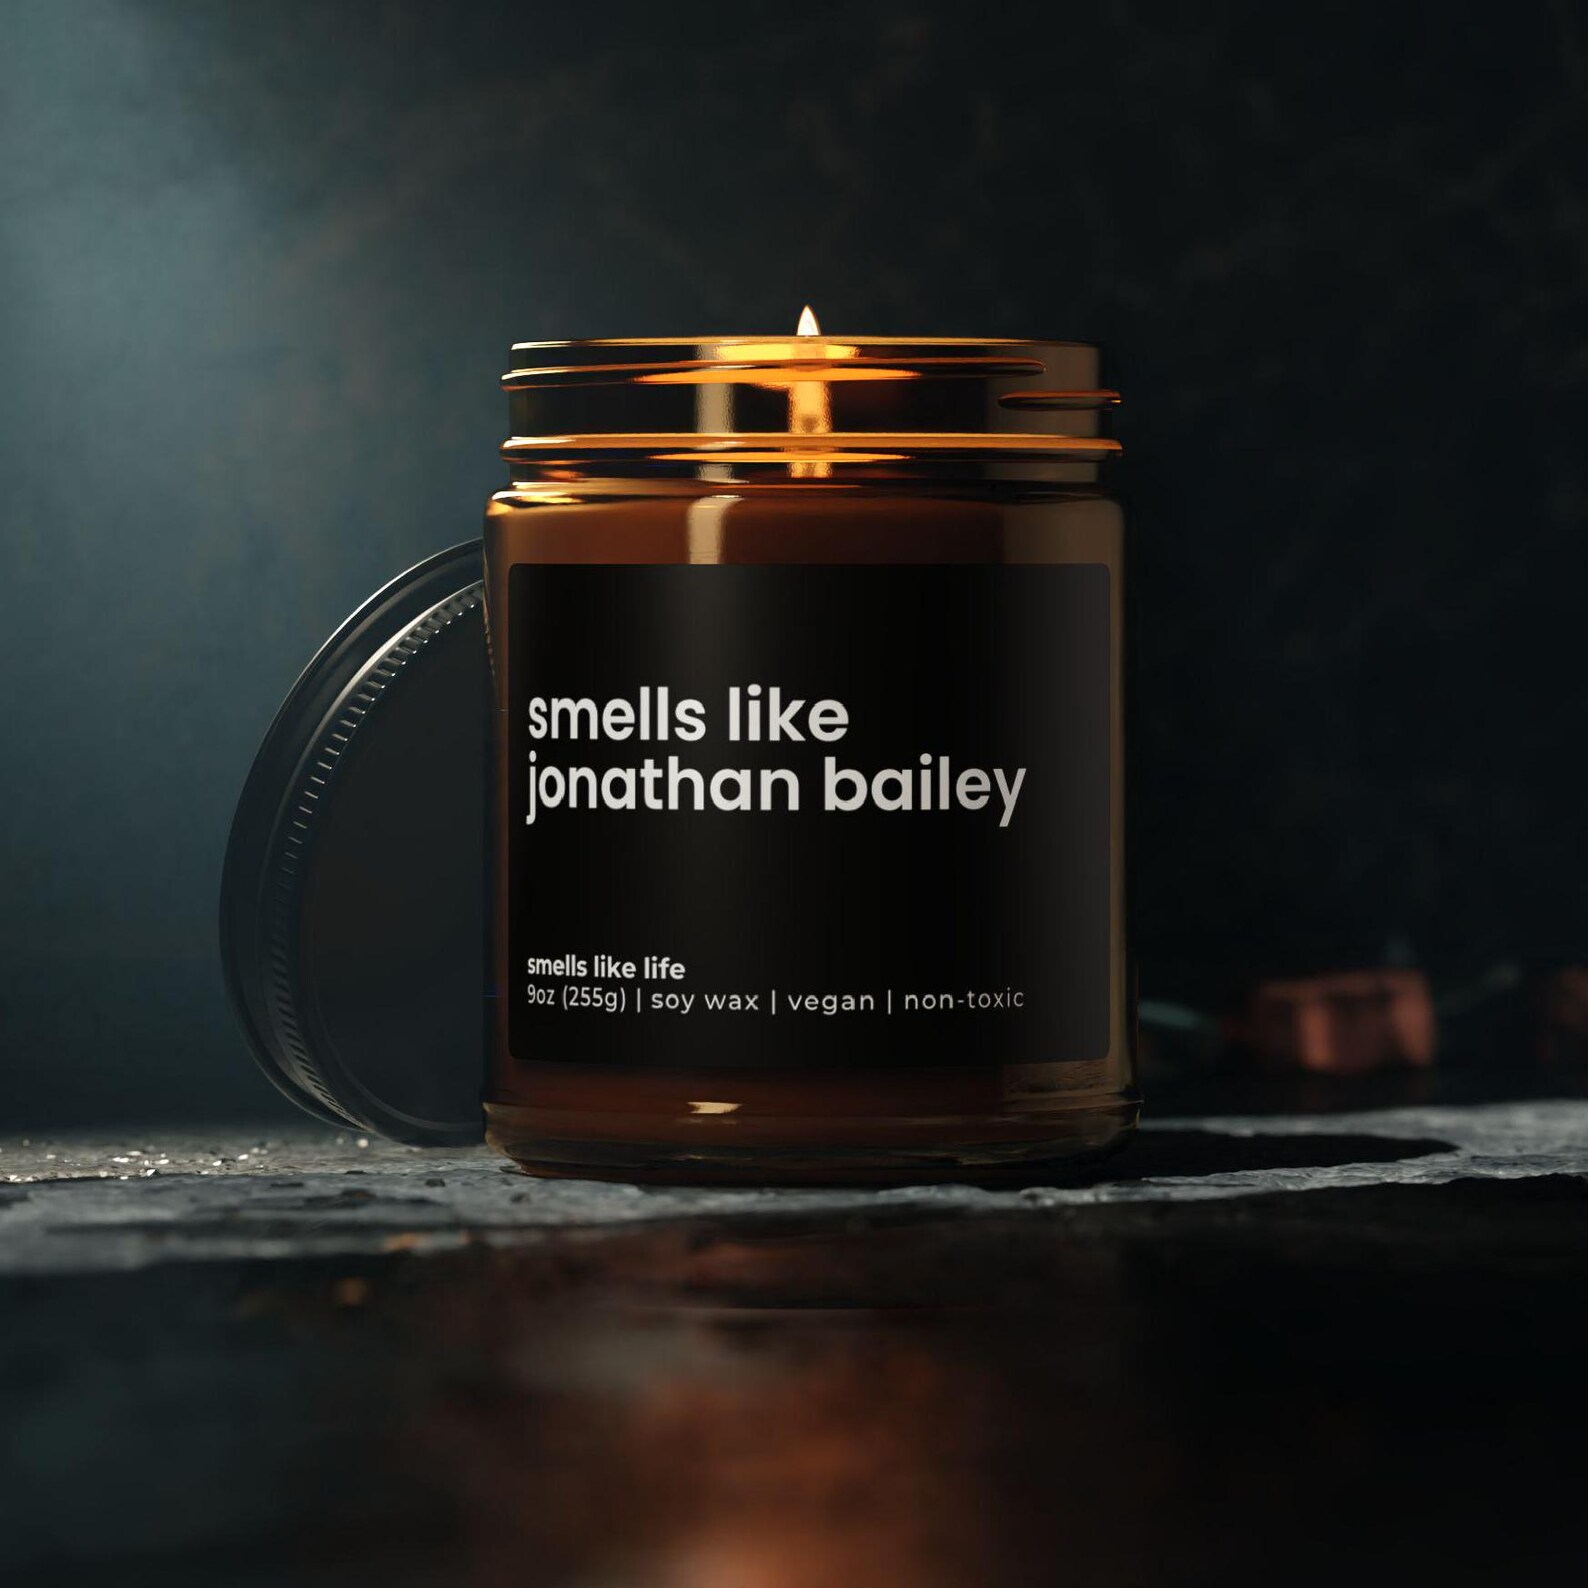 smells like
jonathan bailey
smells like life
9oz (255g) | soy wax | vegan | non-toxic